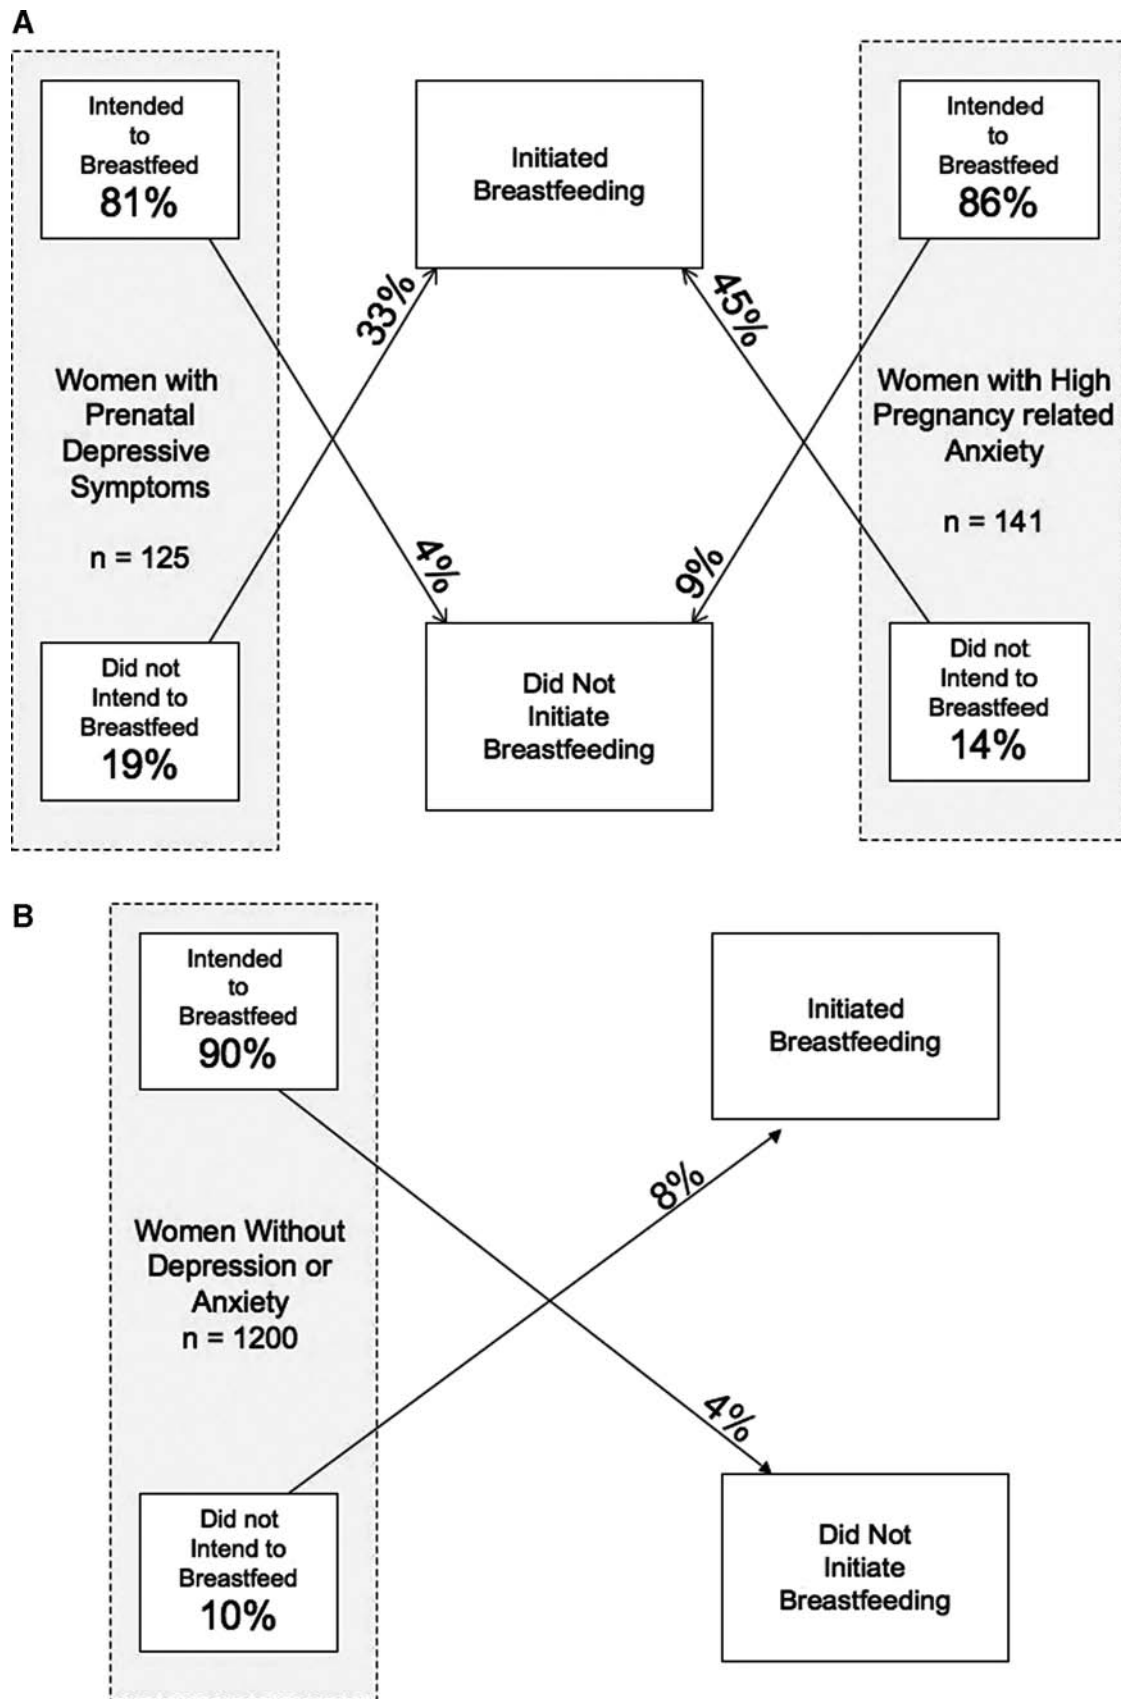 A
Intended
to
Breastfeed
81%
Women with
Prenatal
Depressive
Symptoms
n = 125
Did not
Intend to
Breastfeed
19%
Initiated
Breastfeeding
33%
45%
4%
9%
Did Not
Initiate
Breastfeeding
Intended
to
Breastfeed
86%
Women with High
Pregnancy related
Anxiety
n = 141
Did not
Intend to
Breastfeed
14%
B
Intended
to
Breastfeed
90%
Women Without
Depression or
Anxiety
n = 1200
Did not
Intend to
Breastfeed
10%
Initiated
Breastfeeding
8%
4%
Did Not
Initiate
Breastfeeding